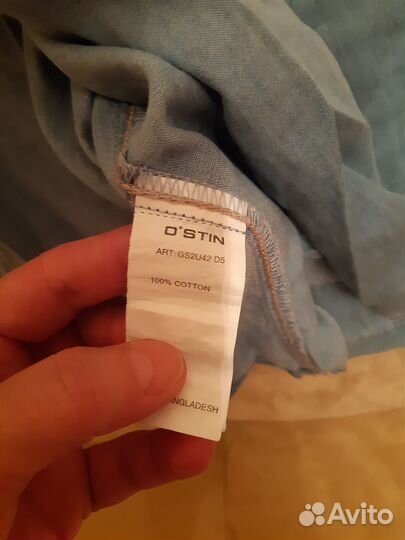 O'STIN
ART:GS2U42 D5
100% COTTON
ANGLADESH
Avito